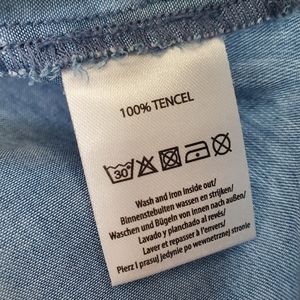 100% TENCEL
30°
Wash and iron inside out/
Binnenstebuiten wassen en strijken/
Waschen und Bügeln von innen nach außen/
Lavado y planchado al revés/
Laver et repasser à l'envers/
Pierz i prasuj jedynie po wewnetrznej stronie